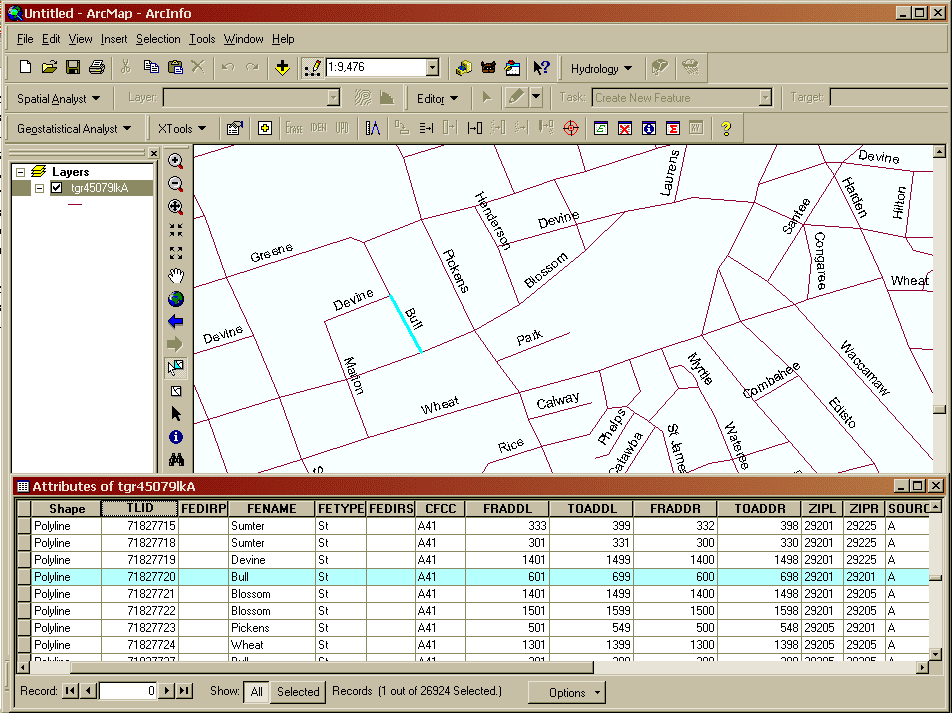 Untitled - ArcMap - ArcInfo
File Edit View Insert Selection Tools Window Help
1:9,476 Hydrology
Spatial Analyst Layer: Editor Task: Create New Feature Target:
Geostatistical Analyst XTools ERASE IDEN UPD
Layers
tgr45079lkA
Devine
Laurens
Harden
Hilton
Henderson
Devine
Santee
Greene
Pickens
Blossom
Congaree
Wheat
Devine
Bull
Devine
Park
Marion
Myrtle
Waccamaw
Combahee
Wheat
Calway
Edisto
Phelps
Rice
Catawba
St Jame
Wateree
S
Attributes of tgr45079lkA
Shape TLID FEDIRP FENAME FETYPE FEDIRS CFCC FRADDL TOADDL FRADDR TOADDR ZIPL ZIPR SOURC
Polyline 71827715 Sumter St A41 333 399 332 398 29201 29225 A
Polyline 71827718 Sumter St A41 301 331 300 330 29201 29225 A
Polyline 71827719 Devine St A41 1401 1499 1400 1498 29201 29201 A
Polyline 71827720 Bull St A41 601 699 600 698 29201 29201 A
Polyline 71827721 Blossom St A41 1401 1499 1400 1498 29201 29205 A
Polyline 71827722 Blossom St A41 1501 1599 1500 1598 29201 29205 A
Polyline 71827723 Pickens St A41 501 549 500 548 29205 29201 A
Polyline 71827724 Wheat St A41 1301 1399 1300 1398 29205 29205 A
Record: 0 Show: All Selected Records (1 out of 26924 Selected.) Options